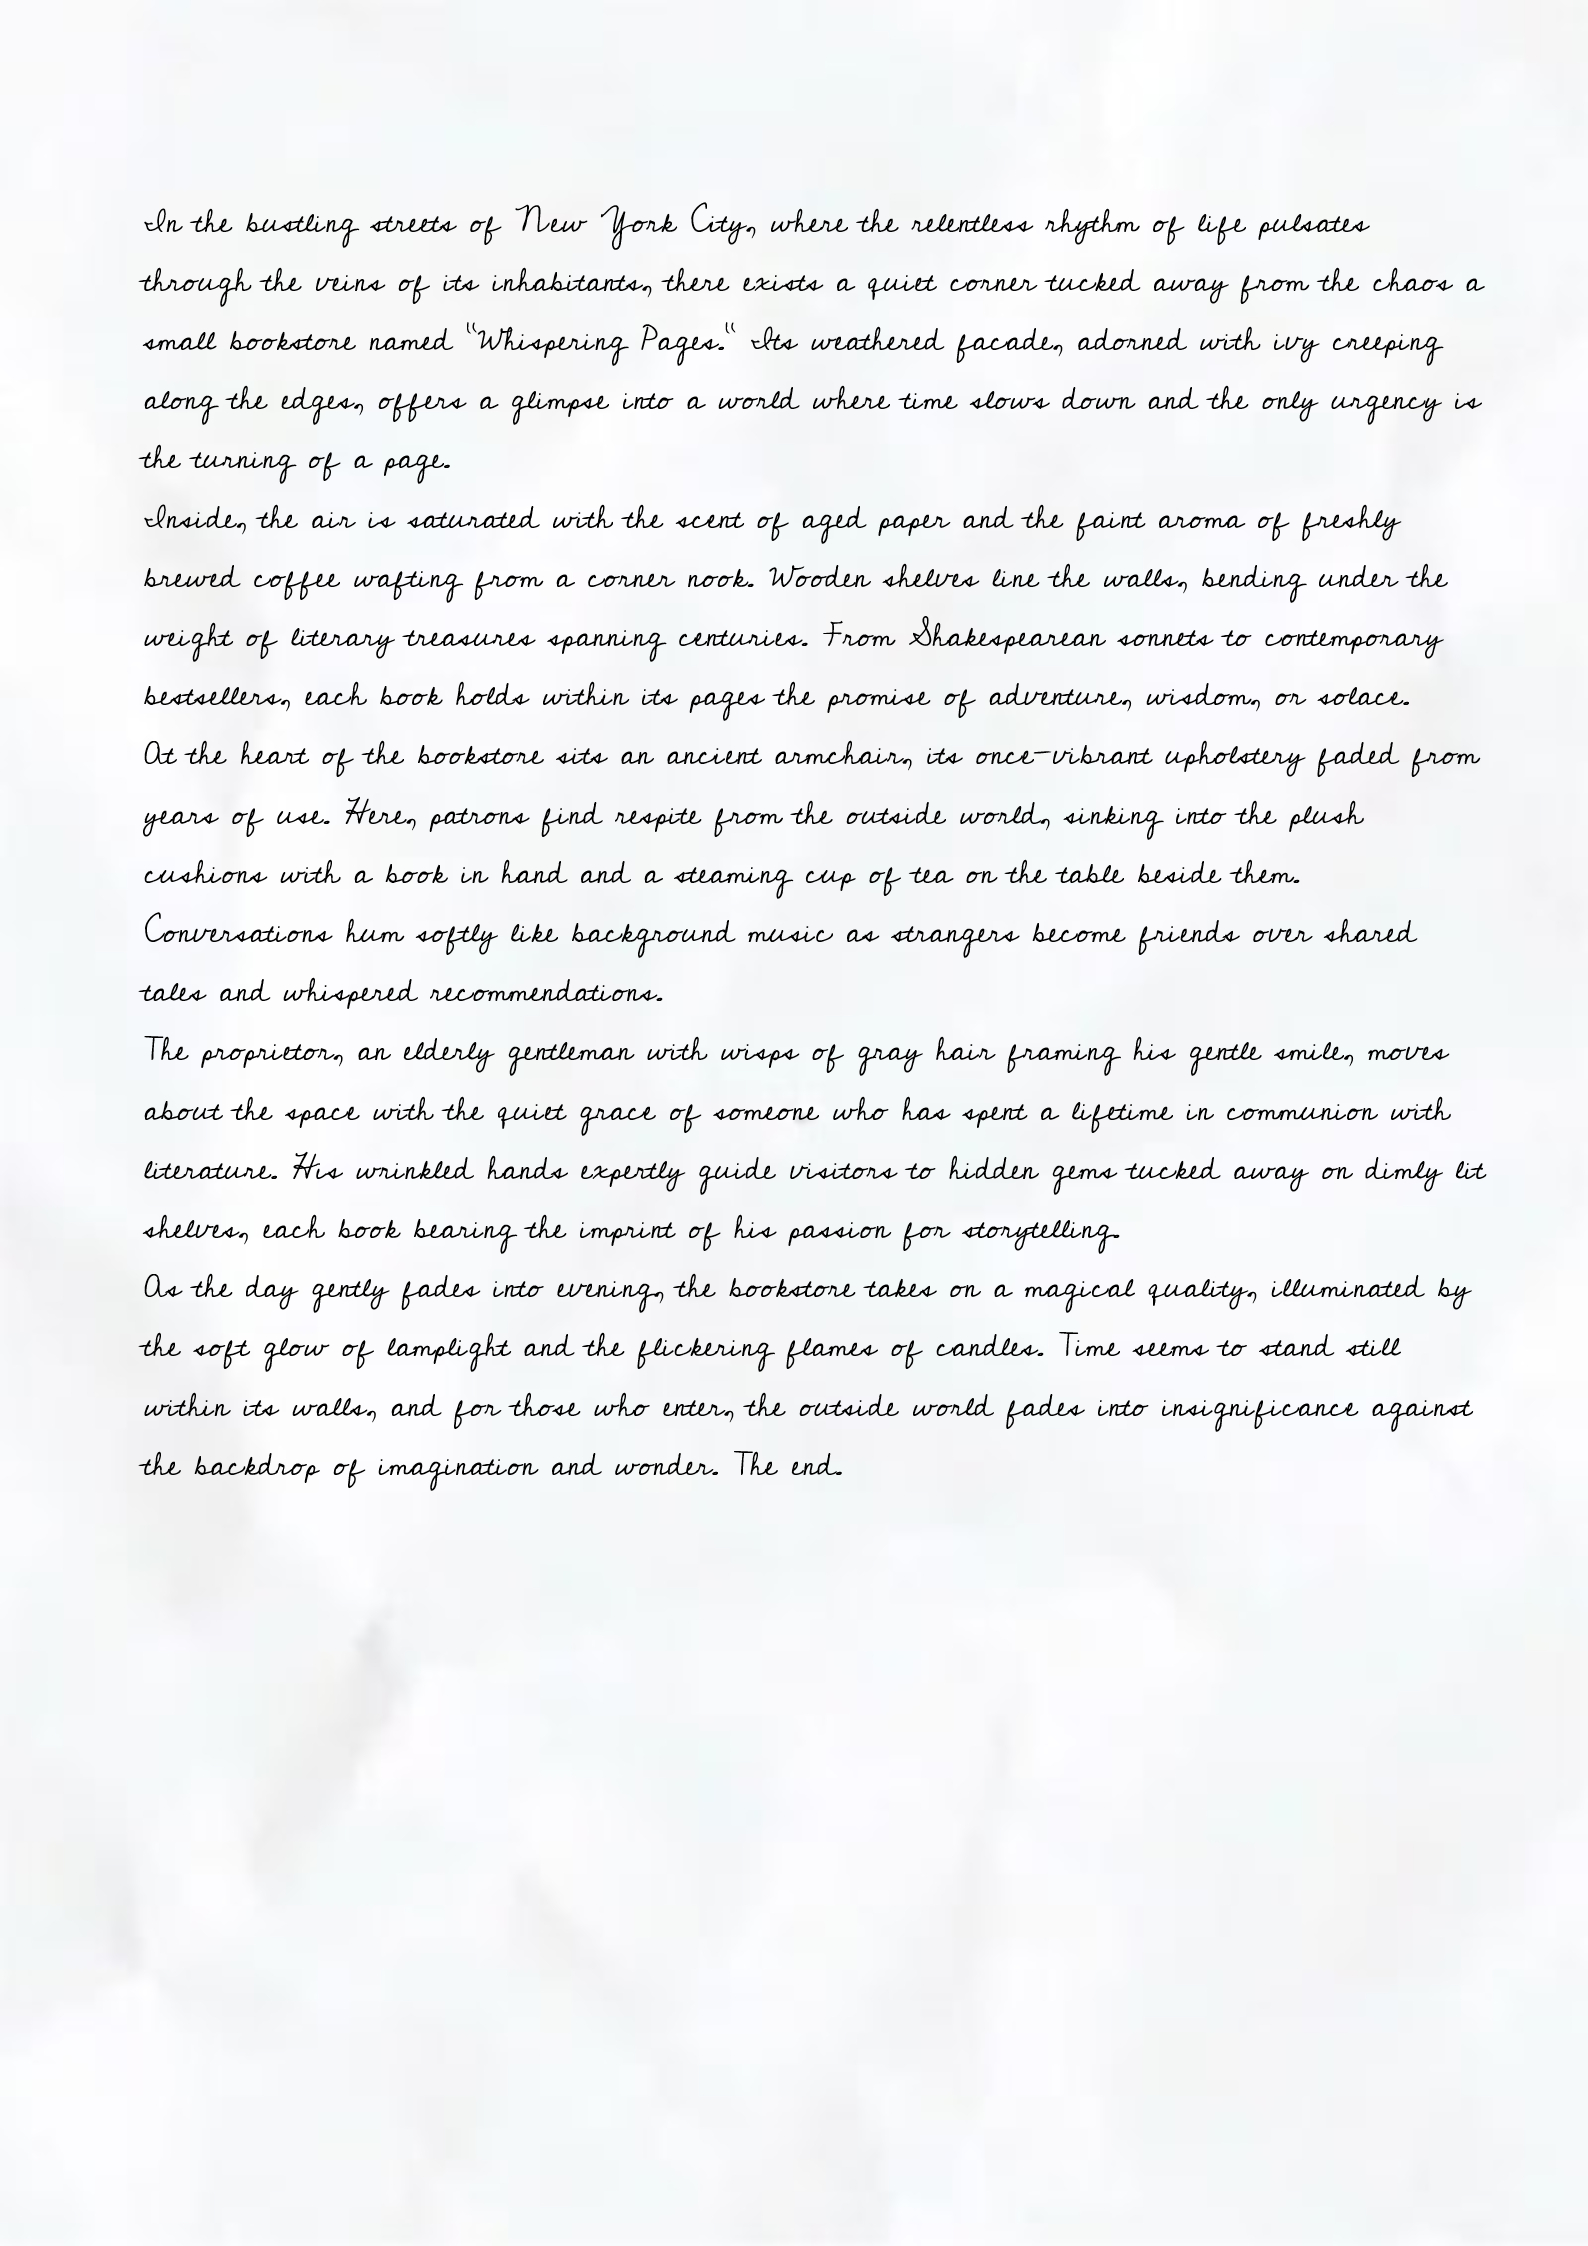 In the bustling streets of New York City, where the relentless rhythm of life pulsates
through the veins of its inhabitants, there exists a quiet corner tucked away from the chaos a
small bookstore named "Whispering Pages." Its weathered facade, adorned with ivy creeping
along the edges, offers a glimpse into a world where time slows down and the only urgency is
the turning of a page.
Inside, the air is saturated with the scent of aged paper and the faint aroma of freshly
brewed coffee wafting from a corner nook. Wooden shelves line the walls, bending under the
weight of literary treasures spanning centuries. From Shakespearean sonnets to contemporary
bestsellers, each book holds within its pages the promise of adventure, wisdom, or solace.
At the heart of the bookstore sits an ancient armchair, its once-vibrant upholstery faded from
years of use. Here, patrons find respite from the outside world, sinking into the plush
cushions with a book in hand and a steaming cup of tea on the table beside them.
Conversations hum softly like background music as strangers become friends over shared
tales and whispered recommendations.
The proprietor, an elderly gentleman with wisps of gray hair framing his gentle smile, moves
about the space with the quiet grace of someone who has spent a lifetime in communion with
literature. His wrinkled hands expertly guide visitors to hidden gems tucked away on dimly lit
shelves, each book bearing the imprint of his passion for storytelling.
As the day gently fades into evening, the bookstore takes on a magical quality, illuminated by
the soft glow of lamplight and the flickering flames of candles. Time seems to stand still
within its walls, and for those who enter, the outside world fades into insignificance against
the backdrop of imagination and wonder. The end.